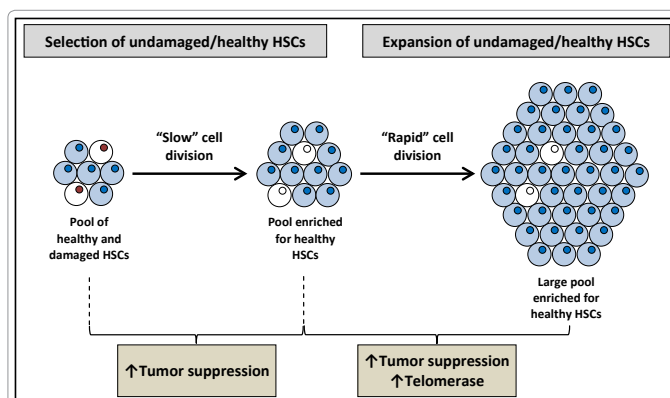 Selection of undamaged/healthy HSCs
Expansion of undamaged/healthy HSCs
“Slow” cell
division
“Rapid” cell
division
Pool of
healthy and
damaged HSCs
Pool enriched
for healthy
HSCs
Large pool
enriched for
healthy HSCs
↑Tumor suppression
↑Tumor suppression
↑Telomerase